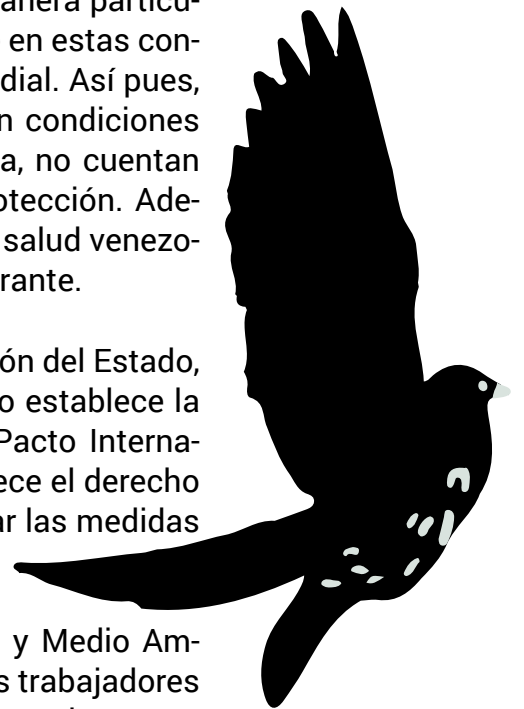 anera particu-
en estas con-
dial. Así pues,
n condiciones
a, no cuentan
otección. Ade-
salud venezo-
rante.
ón del Estado,
o establece la
Pacto Interna-
ece el derecho
ar las medidas
y Medio Am-
s trabajadores